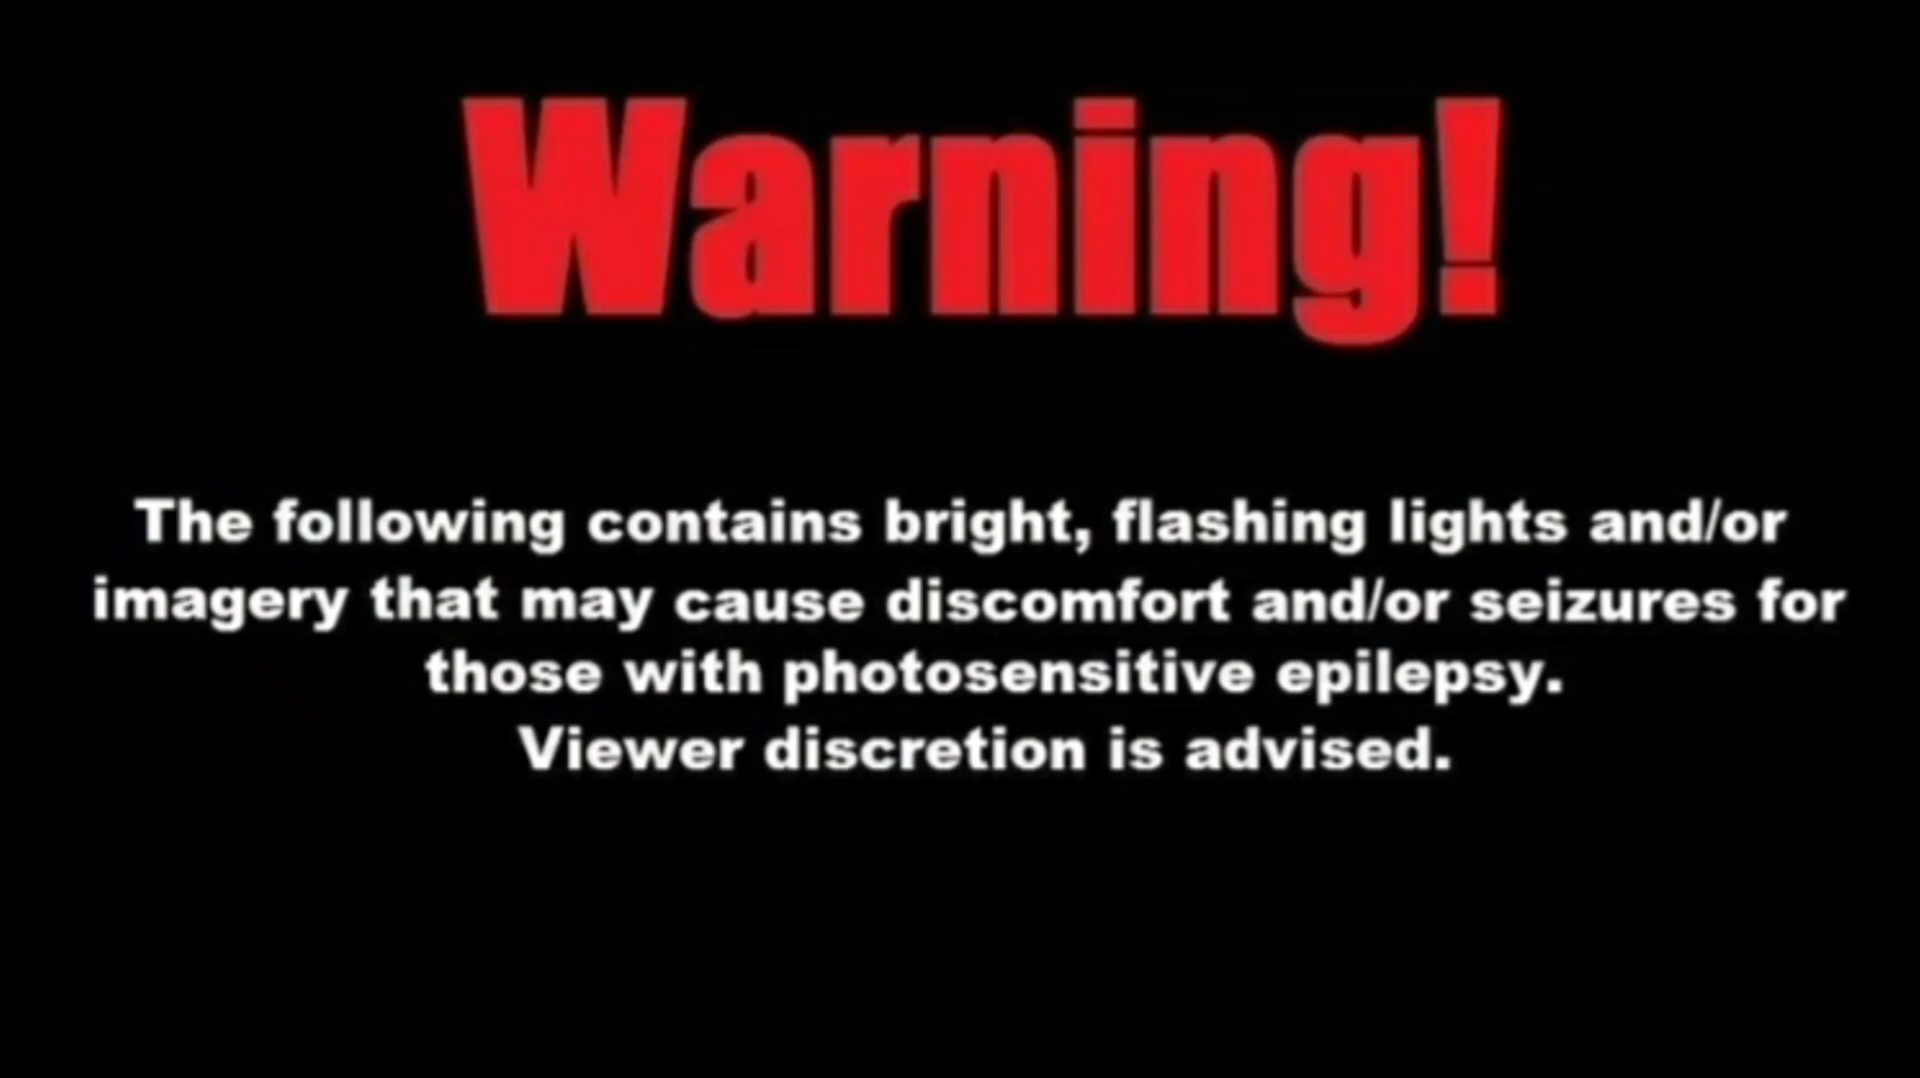 Warning!
The following contains bright, flashing lights and/or
imagery that may cause discomfort and/or seizures for
those with photosensitive epilepsy.
Viewer discretion is advised.